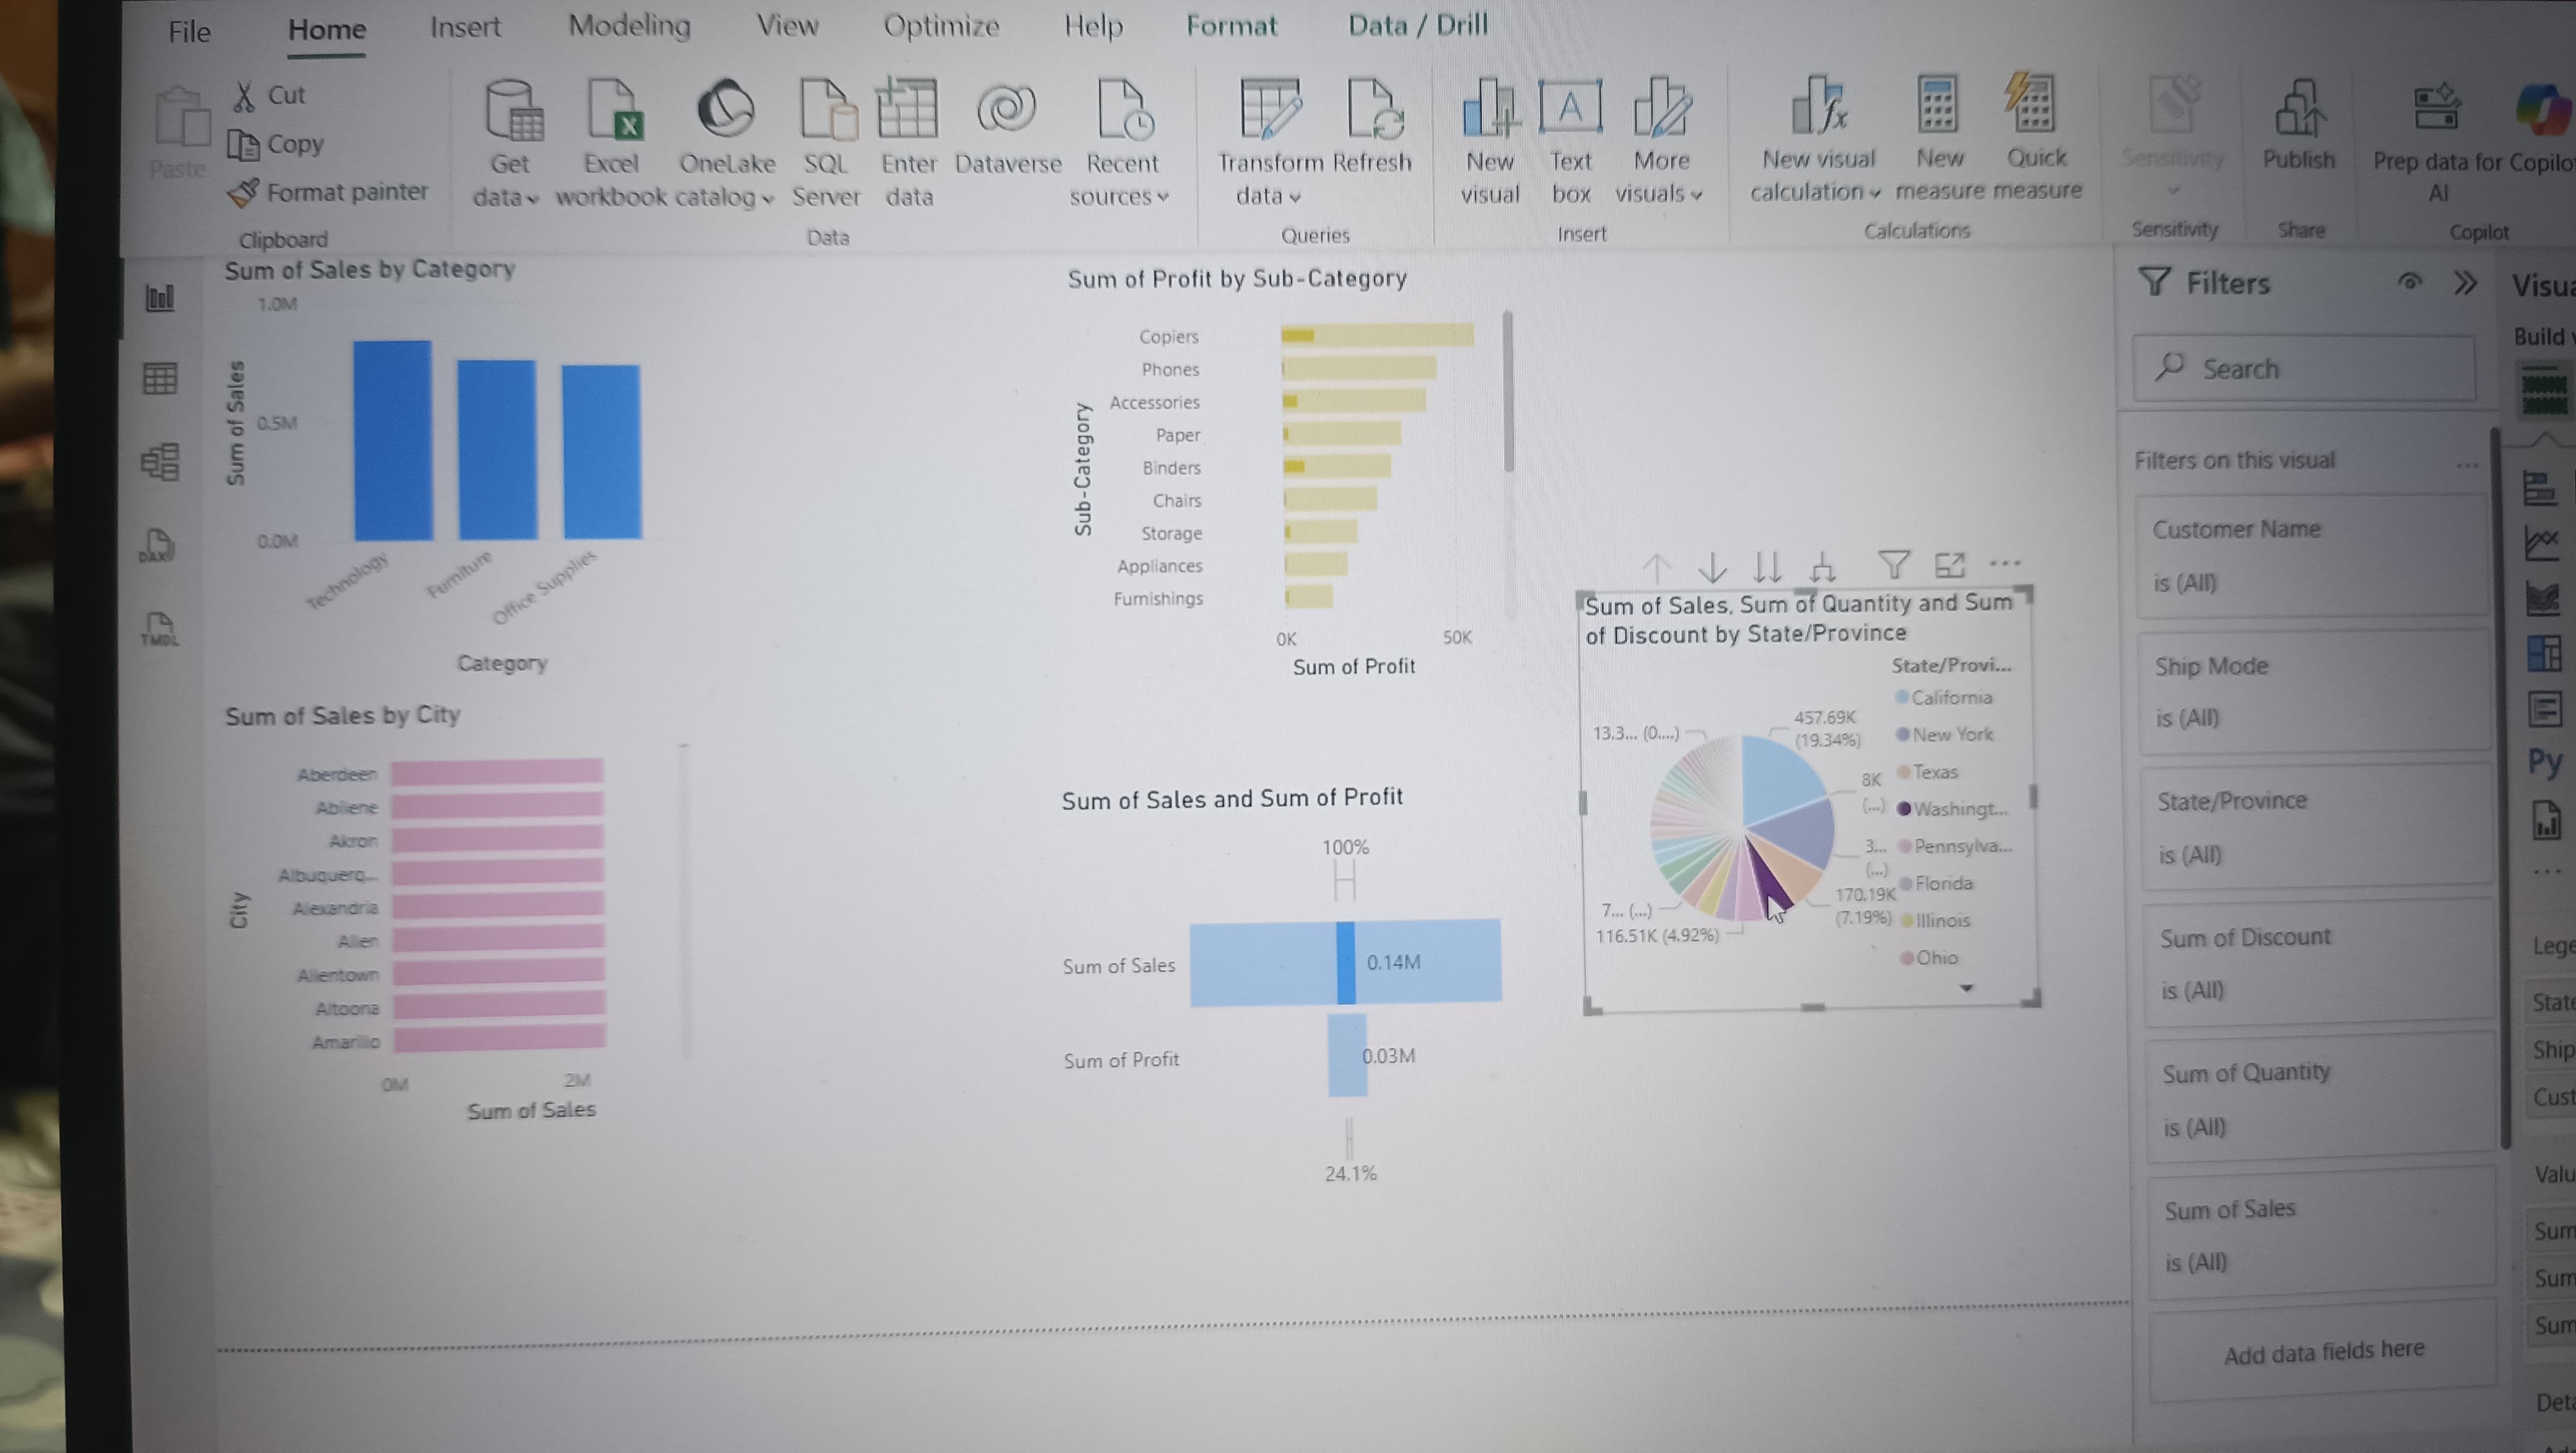 File Home Insert Modeling View Optimize Help Format Data / Drill
Paste
Cut
Copy
Format painter
Clipboard
Get data
Excel workbook
OneLake catalog
SQL Server
Enter data
Dataverse
Recent sources
Data
Transform data
Refresh
Queries
New visual
Text box
More visuals
Insert
New visual calculation
New measure
Quick measure
Calculations
Sensitivity
Sensitivity
Publish
Share
Prep data for AI
Copilo
Copilot
DAX
TMDL
Sum of Sales by Category
Sum of Sales
1.0M
0.5M
0.0M
Technology
Furniture
Office Supplies
Category
Sum of Profit by Sub-Category
Sub-Category
Copiers
Phones
Accessories
Paper
Binders
Chairs
Storage
Appliances
Furnishings
0K 50K
Sum of Profit
Sum of Sales by City
City
Aberdeen
Abilene
Akron
Albuquerq...
Alexandria
Allen
Allentown
Altoona
Amarillo
0M 2M
Sum of Sales
Sum of Sales and Sum of Profit
100%
Sum of Sales 0.14M
Sum of Profit 0.03M
24.1%
Sum of Sales, Sum of Quantity and Sum
of Discount by State/Province
State/Provi...
California
New York
Texas
Washingt...
Pennsylva...
Florida
Illinois
Ohio
457.69K
(19.34%)
8K
(...)
3...
(...)
170.19K
(7.19%)
116.51K (4.92%)
7... (...)
13.3... (0....)
Filters
Search
Filters on this visual ...
Customer Name
is (All)
Ship Mode
is (All)
State/Province
is (All)
Sum of Discount
is (All)
Sum of Quantity
is (All)
Sum of Sales
is (All)
Add data fields here
Visua
Build v
Py
...
Lege
State
Ship
Cust
Valu
Sum
Sum
Sum
Deta